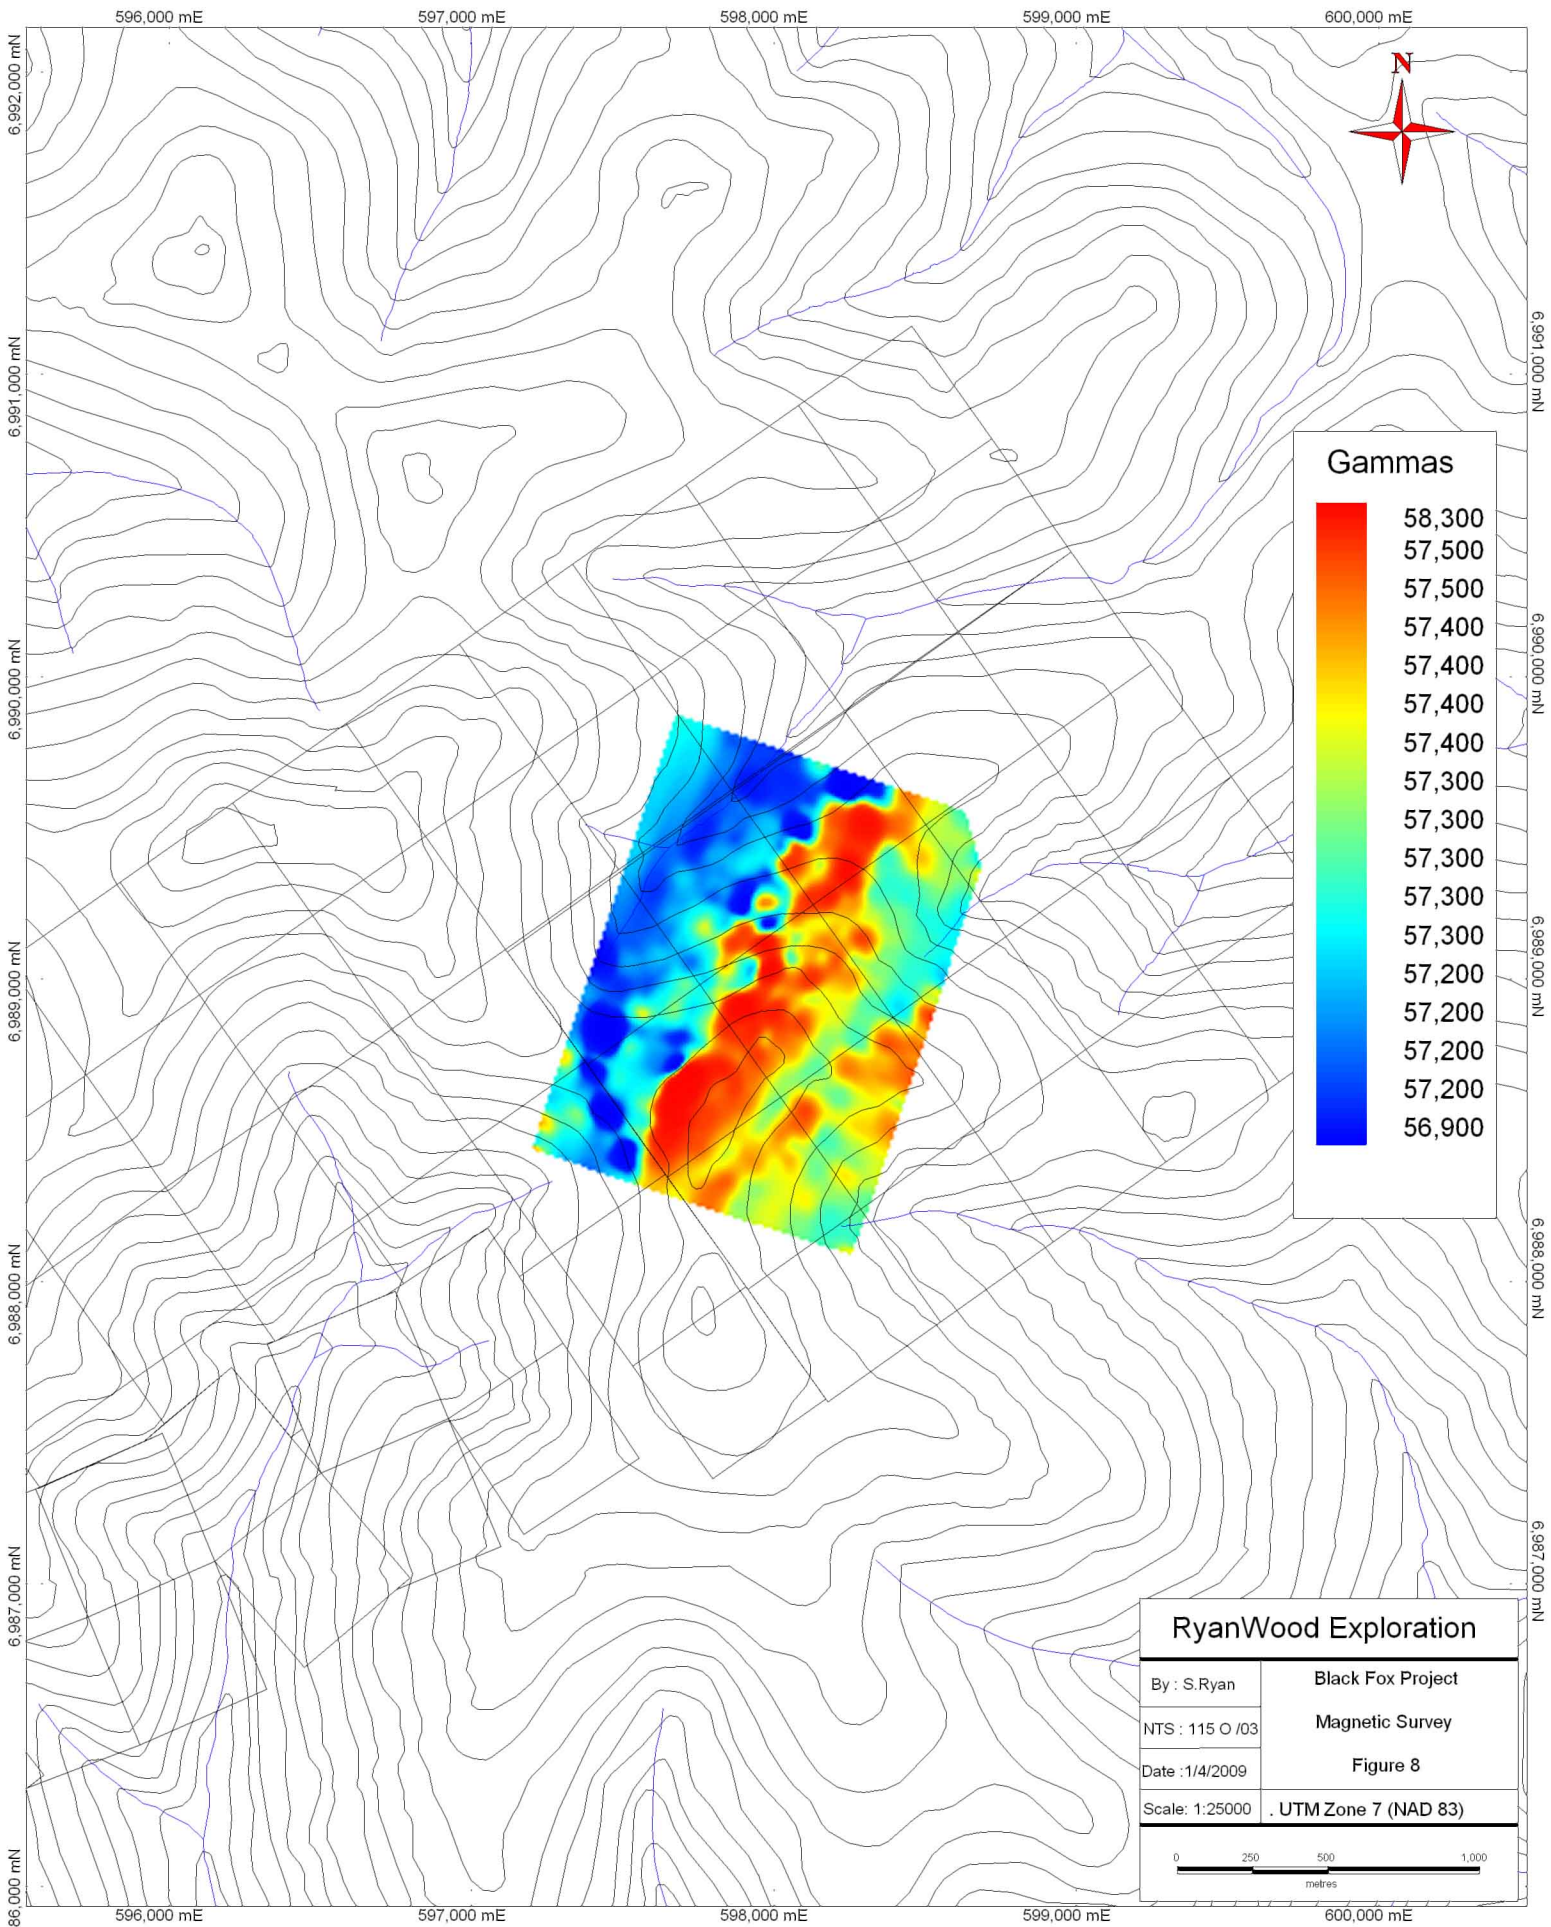 596,000 mE 597,000 mE 598,000 mE 599,000 mE 600,000 mE
N
6,992,000 mN
6,991,000 mN
6,990,000 mN
6,989,000 mN
6,988,000 mN
6,987,000 mN
86,000 mN
6,991,000 mN
6,990,000 mN
6,989,000 mN
6,988,000 mN
6,987,000 mN
Gammas
58,300
57,500
57,500
57,400
57,400
57,400
57,400
57,300
57,300
57,300
57,300
57,300
57,200
57,200
57,200
57,200
56,900
RyanWood Exploration
By : S.Ryan
NTS : 115 O /03
Date :1/4/2009
Scale: 1:25000
Black Fox Project
Magnetic Survey
Figure 8
. UTM Zone 7 (NAD 83)
0 250 500 1,000
metres
596,000 mE 597,000 mE 598,000 mE 599,000 mE 600,000 mE